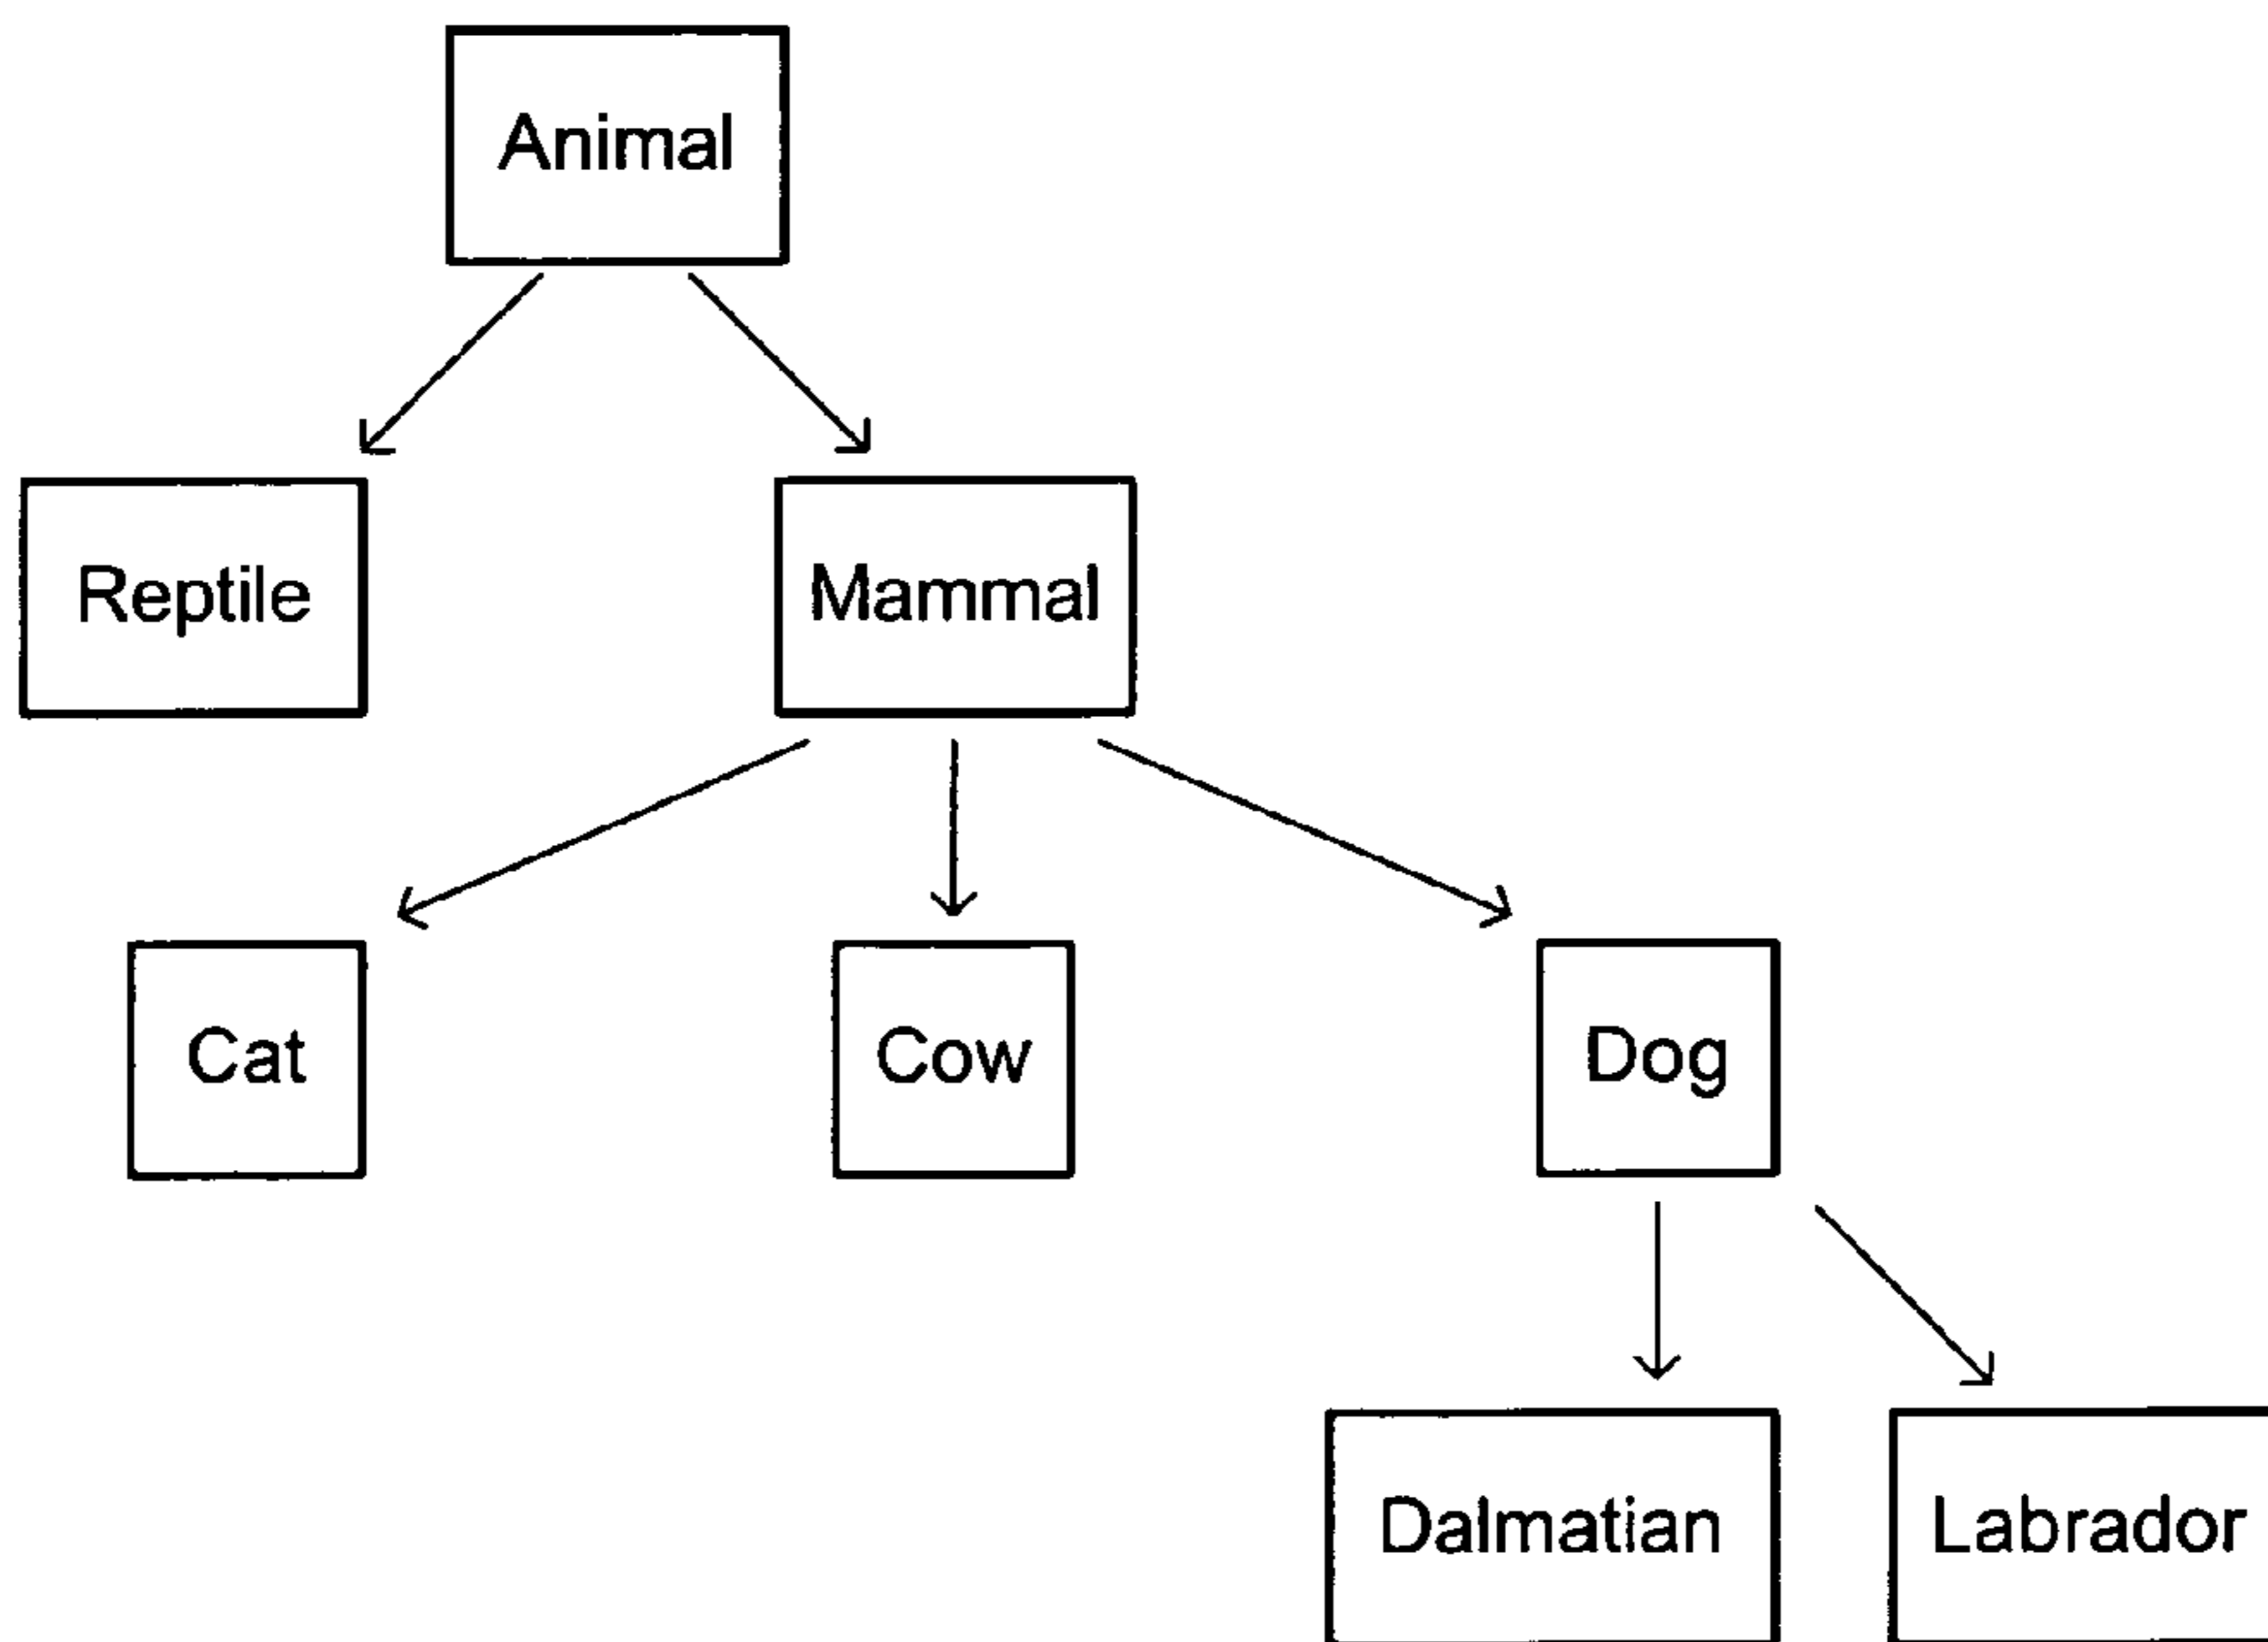 Animal
Reptile
Mammal
Cat
Cow
Dog
Dalmatian
Labrador